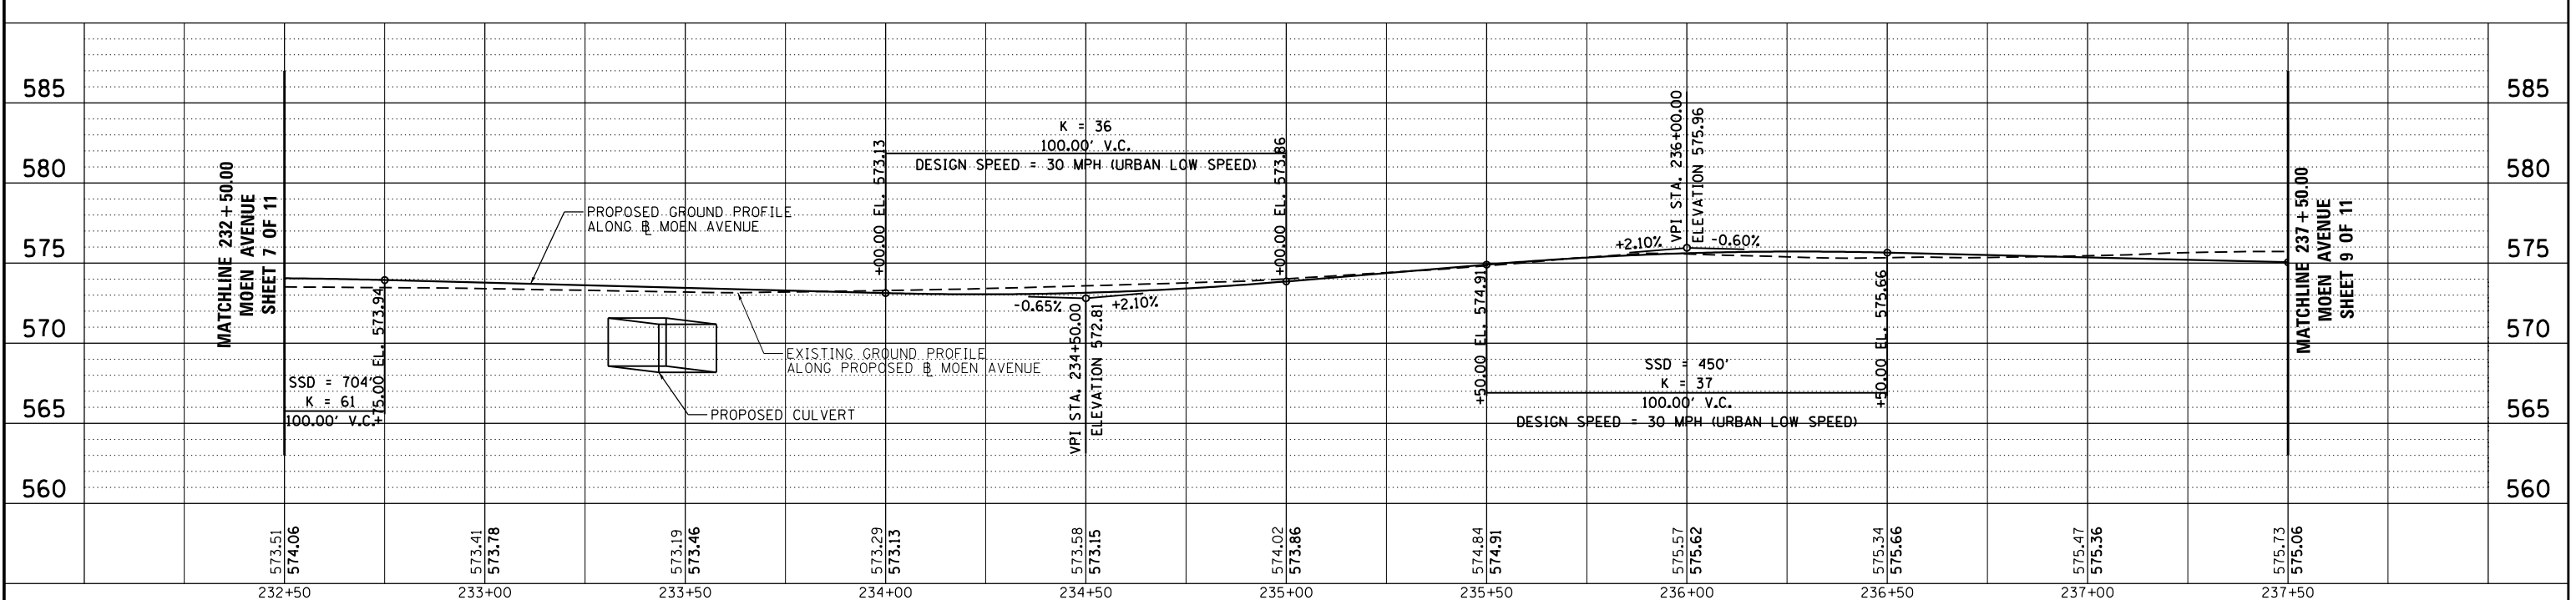 585
580
575
570
565
560
585
580
575
570
565
560
MATCHLINE 232+50.00
MOEN AVENUE
SHEET 7 OF 11
SSD = 704'
K = 61
100.00' V.C.
+75.00 EL. 573.94
PROPOSED GROUND PROFILE
ALONG ℄ MOEN AVENUE
EXISTING GROUND PROFILE
ALONG PROPOSED ℄ MOEN AVENUE
PROPOSED CULVERT
+00.00 EL. 573.13
K = 36
100.00' V.C.
DESIGN SPEED = 30 MPH (URBAN LOW SPEED)
+00.00 EL. 573.86
-0.65%
+2.10%
VPI STA. 234+50.00
ELEVATION 572.81
+50.00 EL. 574.91
SSD = 450'
K = 37
100.00' V.C.
DESIGN SPEED = 30 MPH (URBAN LOW SPEED)
+50.00 EL. 575.66
+2.10%
-0.60%
VPI STA. 236+00.00
ELEVATION 575.96
MATCHLINE 237+50.00
MOEN AVENUE
SHEET 9 OF 11
573.51
574.06
573.41
573.78
573.19
573.46
573.29
573.13
573.58
573.15
574.02
573.86
574.84
574.91
575.57
575.62
575.34
575.66
575.47
575.36
575.73
575.06
232+50
233+00
233+50
234+00
234+50
235+00
235+50
236+00
236+50
237+00
237+50